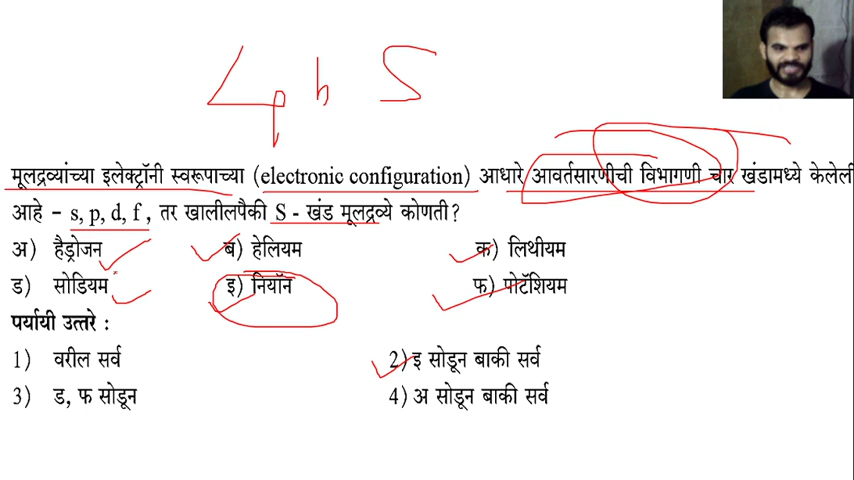 4 ph S
मूलद्रव्यांच्या इलेक्ट्रॉनी स्वरूपाच्या (electronic configuration) आधारे आवर्तसारणीची विभागणी चार खंडामध्ये केलेली
आहे - s, p, d, f, तर खालीलपैकी S - खंड मूलद्रव्ये कोणती?
अ) हैड्रोजन ब) हेलियम क) लिथीयम
ड) सोडियम इ) नियॉन फ) पोटॅशियम
पर्यायी उत्तरे :
1) वरील सर्व 2) इ सोडून बाकी सर्व
3) ड, फ सोडून 4) अ सोडून बाकी सर्व